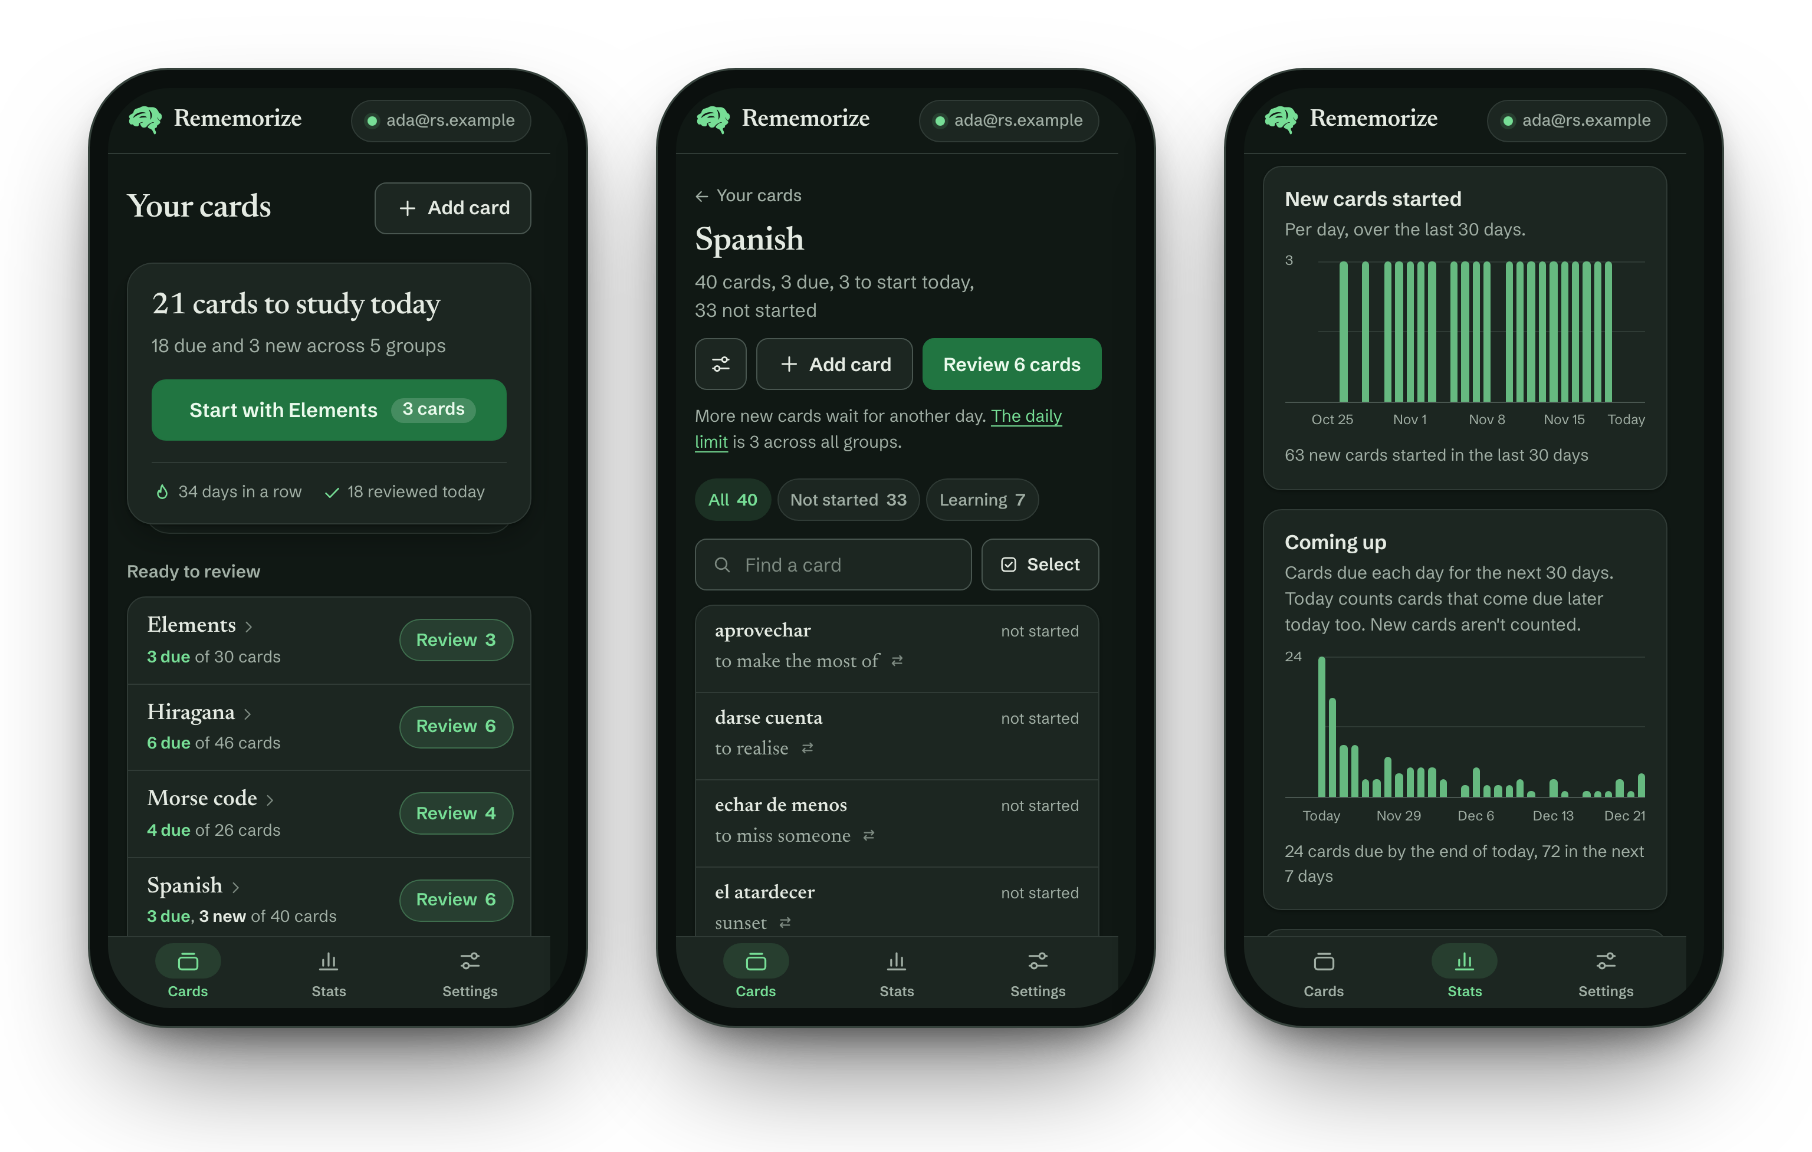 Rememorize
ada@rs.example
Your cards
Add card
21 cards to study today
18 due and 3 new across 5 groups
Start with Elements 3 cards
34 days in a row
18 reviewed today
Ready to review
Elements
3 due of 30 cards
Review 3
Hiragana
6 due of 46 cards
Review 6
Morse code
4 due of 26 cards
Review 4
Spanish
3 due, 3 new of 40 cards
Review 6
Cards
Stats
Settings
Rememorize
ada@rs.example
Your cards
Spanish
40 cards, 3 due, 3 to start today,
33 not started
Add card
Review 6 cards
More new cards wait for another day. The daily
limit is 3 across all groups.
All 40
Not started 33
Learning 7
Find a card
Select
aprovechar
not started
to make the most of
darse cuenta
not started
to realise
echar de menos
not started
to miss someone
el atardecer
not started
sunset
Cards
Stats
Settings
Rememorize
ada@rs.example
New cards started
Per day, over the last 30 days.
3
Oct 25
Nov 1
Nov 8
Nov 15
Today
63 new cards started in the last 30 days
Coming up
Cards due each day for the next 30 days.
Today counts cards that come due later
today too. New cards aren't counted.
24
Today
Nov 29
Dec 6
Dec 13
Dec 21
24 cards due by the end of today, 72 in the next
7 days
Cards
Stats
Settings